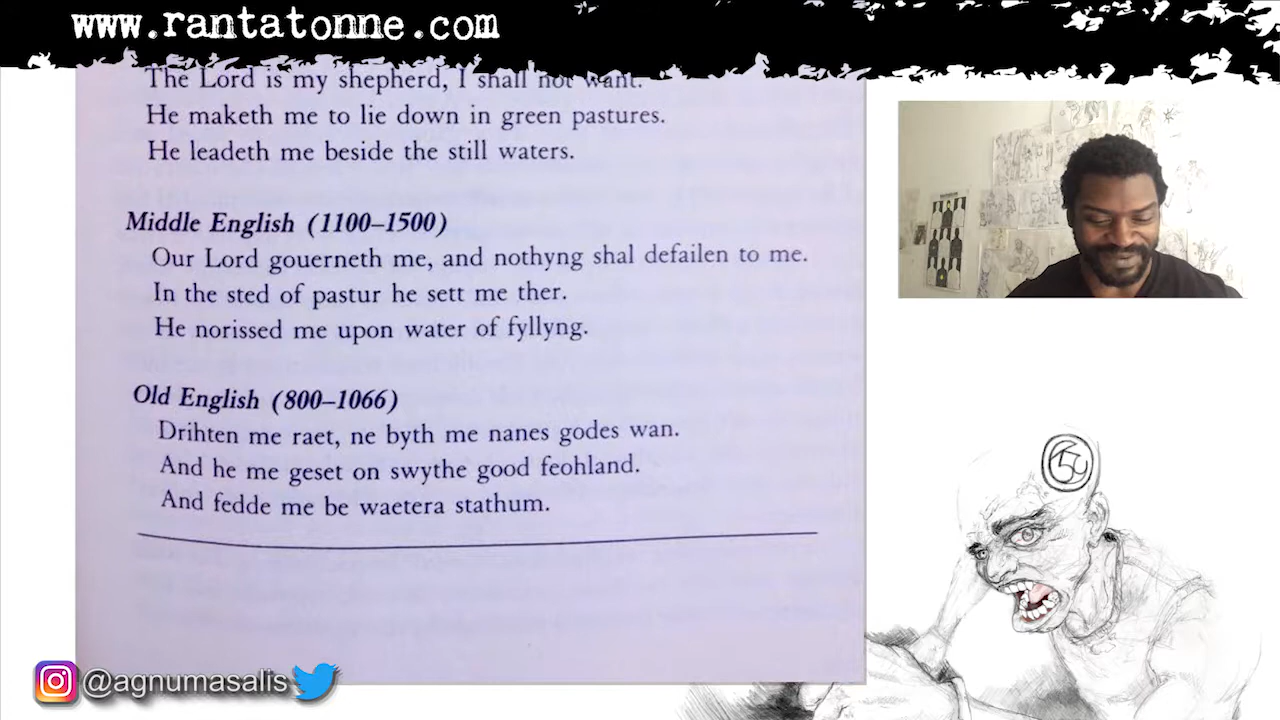 www.rantatonne.com
The Lord is my shepherd, I shall not want.
He maketh me to lie down in green pastures.
He leadeth me beside the still waters.
Middle English (1100–1500)
Our Lord gouerneth me, and nothyng shal defailen to me.
In the sted of pastur he sett me ther.
He norissed me upon water of fyllyng.
Old English (800–1066)
Drihten me raet, ne byth me nanes godes wan.
And he me geset on swythe good feohland.
And fedde me be waetera stathum.
@agnumasalis